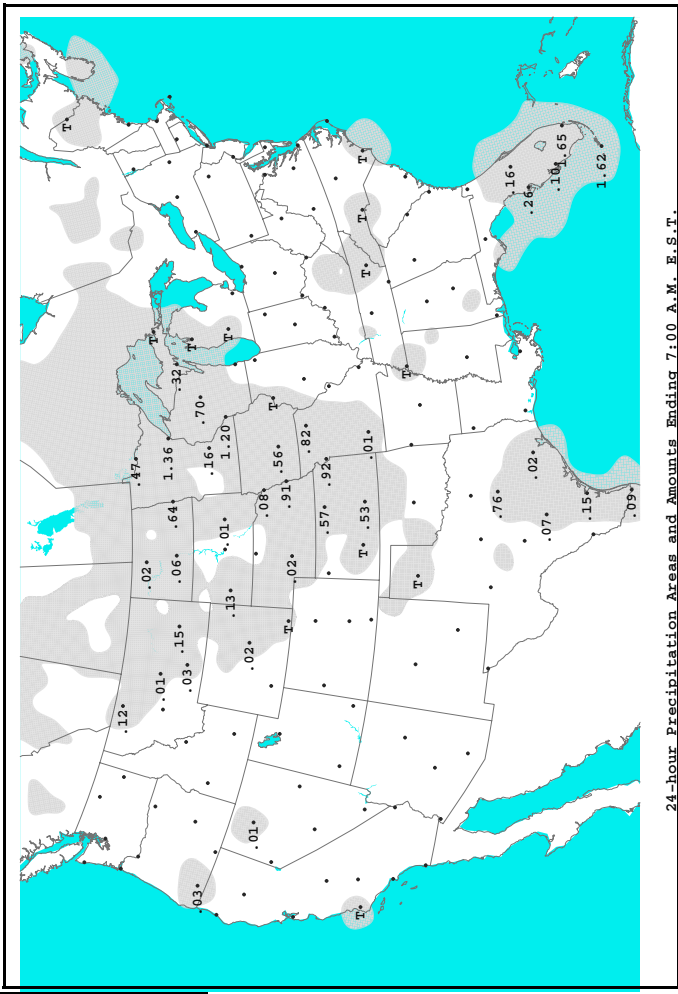 T
.12
.47
.02
T
.01
1.36
.64
.06
.32
.15
.03
T
.03
.70
.16
.01
1.20
T
.13
.02
.01
.08
T
.56
.91
T
.02
.82
.57
.92
T
T
T
T
.53
T
.01
T
T
.76
.16
.26
.02
.07
.10
1.65
.15
1.62
.09
24-hour Precipitation Areas and Amounts Ending 7:00 A.M. E.S.T.